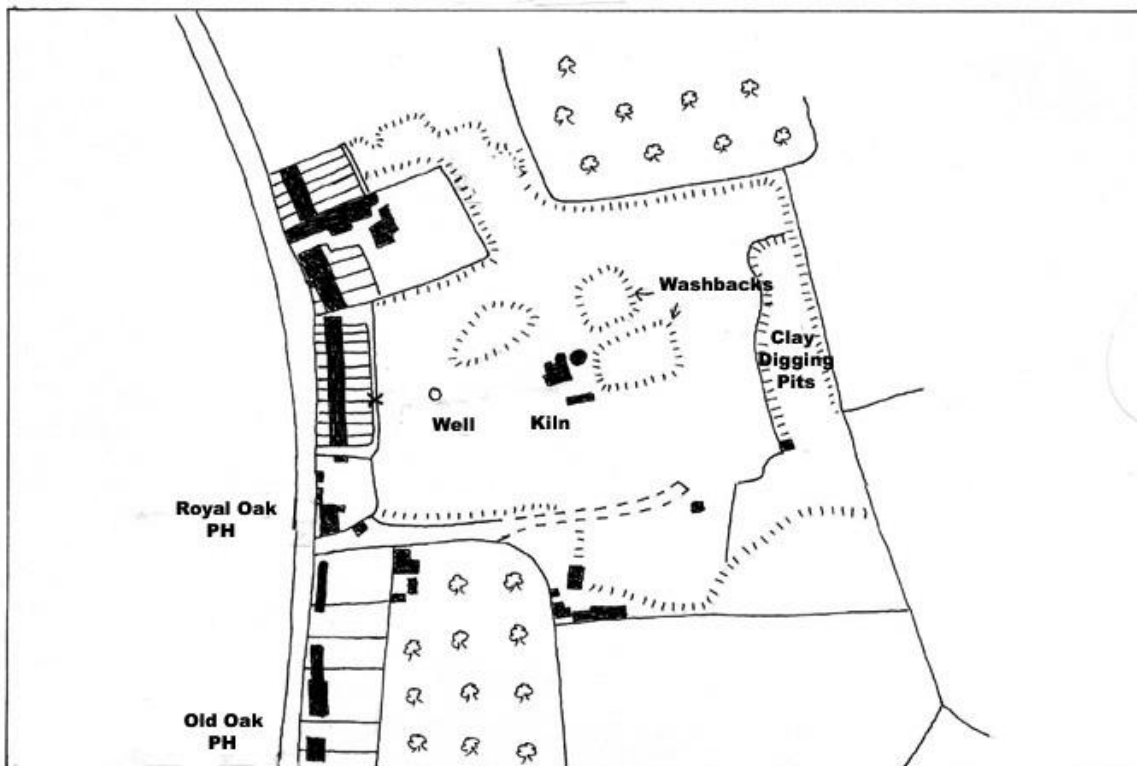 Washbacks
Clay
Digging
Pits
Well
Kiln
Royal Oak
PH
Old Oak
PH